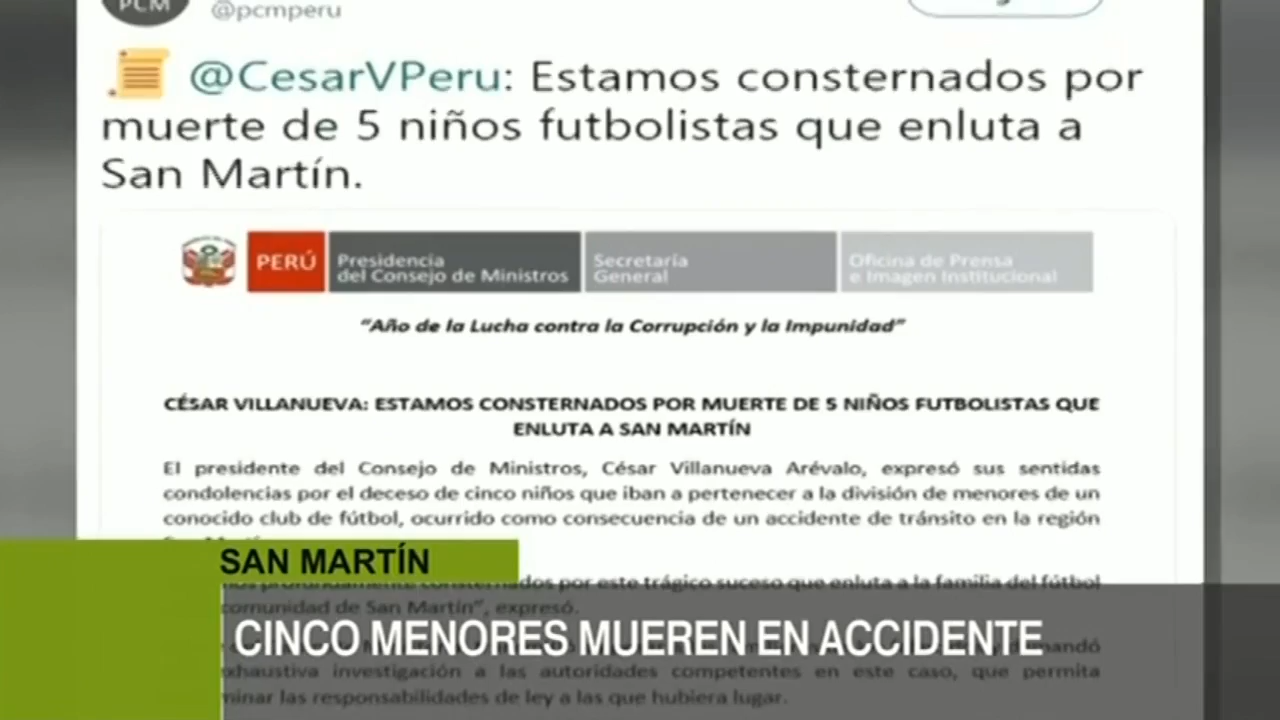 PCM
@pcmperu
@CesarVPeru: Estamos consternados por
muerte de 5 niños futbolistas que enluta a
San Martín.
PERÚ
Presidencia
del Consejo de Ministros
Secretaría
General
Oficina de Prensa
e Imagen Institucional
“Año de la Lucha contra la Corrupción y la Impunidad”
CÉSAR VILLANUEVA: ESTAMOS CONSTERNADOS POR MUERTE DE 5 NIÑOS FUTBOLISTAS QUE
ENLUTA A SAN MARTÍN
El presidente del Consejo de Ministros, César Villanueva Arévalo, expresó sus sentidas
condolencias por el deceso de cinco niños que iban a pertenecer a la división de menores de un
conocido club de fútbol, ocurrido como consecuencia de un accidente de tránsito en la región
SAN MARTÍN
profundamente consternados por este trágico suceso que enluta a la familia del fútbol
comunidad de San Martín”, expresó.
CINCO MENORES MUEREN EN ACCIDENTE
exhaustiva investigación a las autoridades competentes en este caso, que permita
las responsabilidades de ley a las que hubiera lugar.